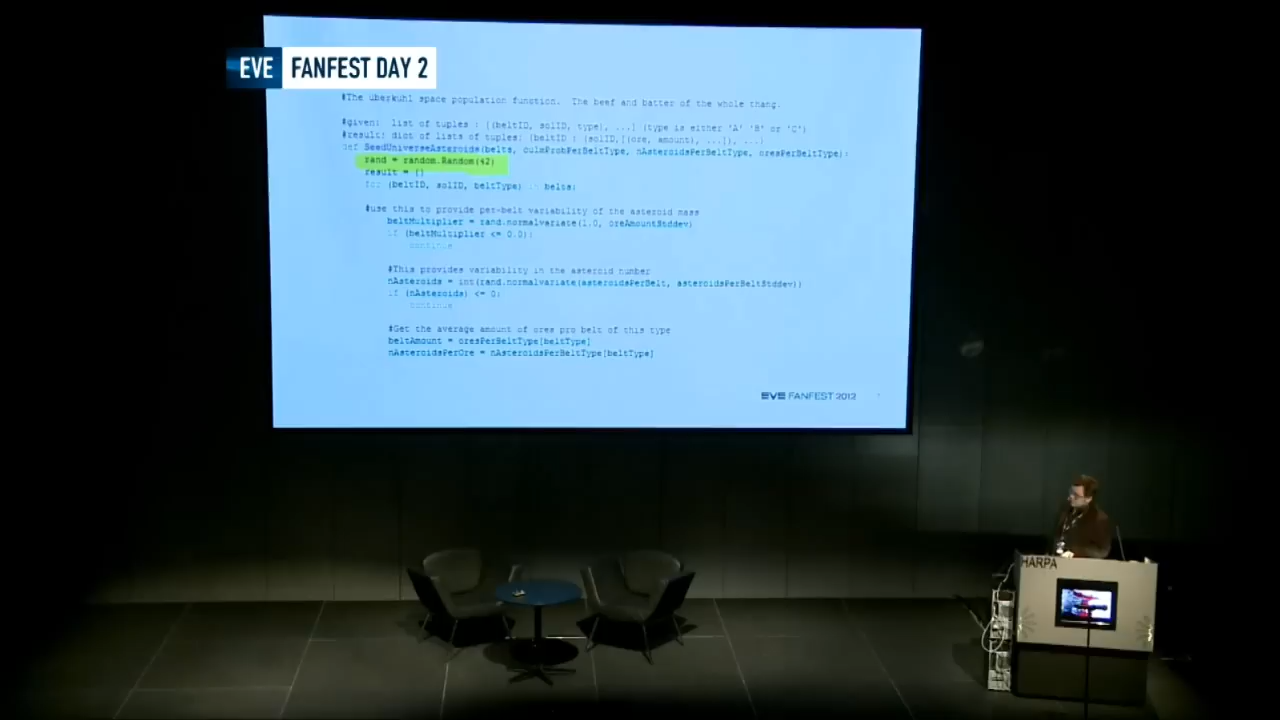 EVE FANFEST DAY 2
#The uberkuhl space population function. The beef and batter of the whole thang.
#given: list of tuples : [(beltID, solID, type), ...] (type is either 'A' 'B' or 'C')
#result: dict of lists of tuples: {beltID : (solID,[(ore, amount), ...]), ...}
def SeedUniverseAsteroids(belts, culmProbPerBeltType, nAsteroidsPerBeltType, oresPerBeltType):
rand = random.Random(42)
result = []
for (beltID, solID, beltType) in belts:
#use this to provide per-belt variability of the asteroid mass
beltMultiplier = rand.normalvariate(1.0, oreAmountStddev)
if (beltMultiplier <= 0.0):
continue
#This provides variability in the asteroid number
nAsteroids = int(rand.normalvariate(asteroidsPerBelt, asteroidsPerBeltStddev))
if (nAsteroids) <= 0:
continue
#Get the average amount of ores pro belt of this type
beltAmount = oresPerBeltType[beltType]
nAsteroidsPerOre = nAsteroidsPerBeltType[beltType]
EVE FANFEST 2012
HARPA